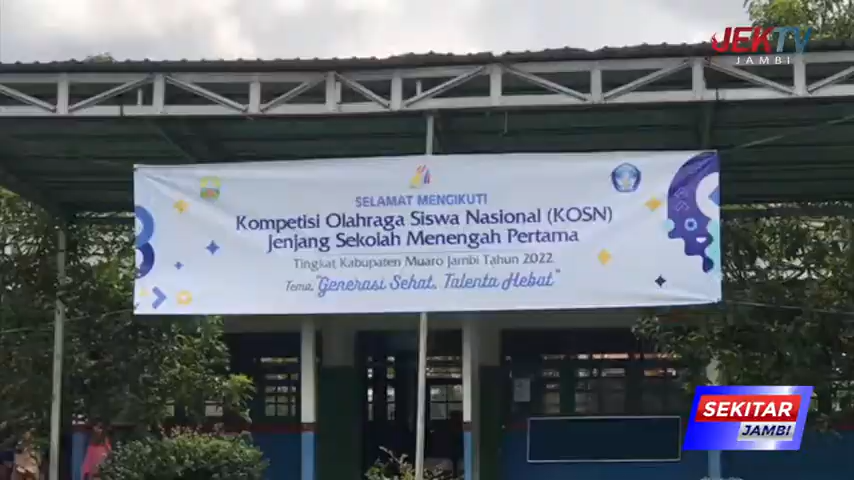 JEKTV
JAMBI
SELAMAT MENGIKUTI
Kompetisi Olahraga Siswa Nasional (KOSN)
Jenjang Sekolah Menengah Pertama
Tingkat Kabupaten Muaro Jambi Tahun 2022
Tema, "Generasi Sehat, Talenta Hebat"
SEKITAR
JAMBI